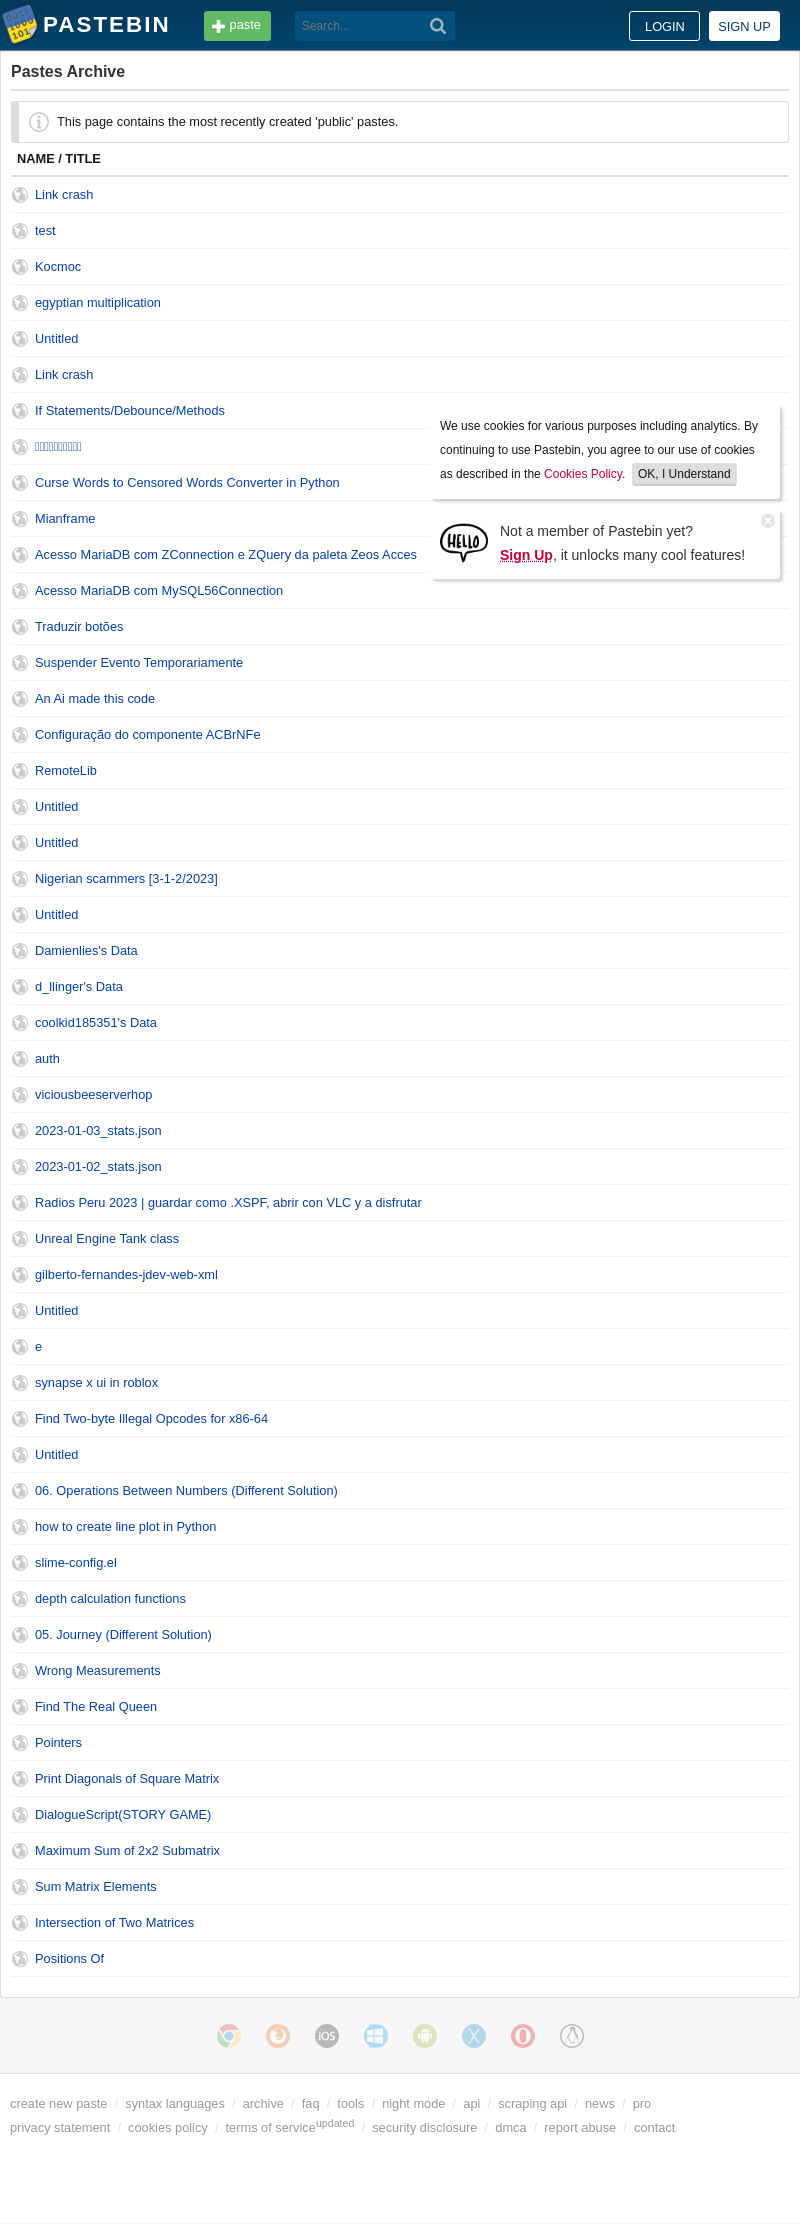 PASTEBIN
paste
Search...
LOGIN
SIGN UP
Pastes Archive
This page contains the most recently created 'public' pastes.
NAME / TITLE
Link crash
test
Kocmoc
egyptian multiplication
Untitled
Link crash
If Statements/Debounce/Methods
Curse Words to Censored Words Converter in Python
Mianframe
Acesso MariaDB com ZConnection e ZQuery da paleta Zeos Acces
Acesso MariaDB com MySQL56Connection
Traduzir botões
Suspender Evento Temporariamente
An Ai made this code
Configuração do componente ACBrNFe
RemoteLib
Untitled
Untitled
Nigerian scammers [3-1-2/2023]
Untitled
Damienlies's Data
d_llinger's Data
coolkid185351's Data
auth
viciousbeeserverhop
2023-01-03_stats.json
2023-01-02_stats.json
Radios Peru 2023 | guardar como .XSPF, abrir con VLC y a disfrutar
Unreal Engine Tank class
gilberto-fernandes-jdev-web-xml
Untitled
e
synapse x ui in roblox
Find Two-byte Illegal Opcodes for x86-64
Untitled
06. Operations Between Numbers (Different Solution)
how to create line plot in Python
slime-config.el
depth calculation functions
05. Journey (Different Solution)
Wrong Measurements
Find The Real Queen
Pointers
Print Diagonals of Square Matrix
DialogueScript(STORY GAME)
Maximum Sum of 2x2 Submatrix
Sum Matrix Elements
Intersection of Two Matrices
Positions Of
We use cookies for various purposes including analytics. By
continuing to use Pastebin, you agree to our use of cookies
as described in the Cookies Policy. OK, I Understand
HELLO
Not a member of Pastebin yet?
Sign Up, it unlocks many cool features!
iOS
create new paste / syntax languages / archive / faq / tools / night mode / api / scraping api / news / pro
privacy statement / cookies policy / terms of service updated / security disclosure / dmca / report abuse / contact